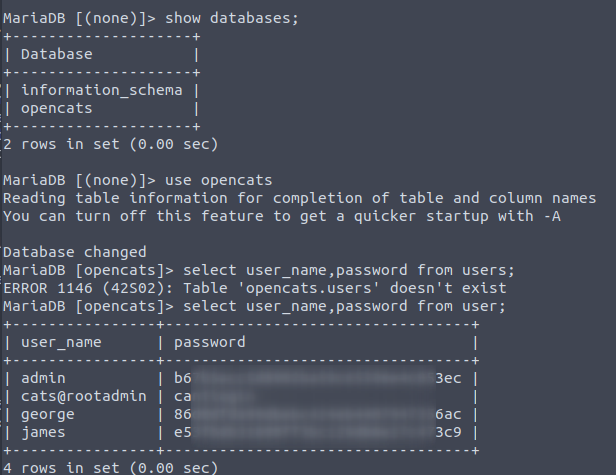 MariaDB [(none)]> show databases;
+--------------------+
| Database           |
+--------------------+
| information_schema |
| opencats           |
+--------------------+
2 rows in set (0.00 sec)

MariaDB [(none)]> use opencats
Reading table information for completion of table and column names
You can turn off this feature to get a quicker startup with -A

Database changed
MariaDB [opencats]> select user_name,password from users;
ERROR 1146 (42S02): Table 'opencats.users' doesn't exist
MariaDB [opencats]> select user_name,password from user;
+----------------+----------------------------------+
| user_name      | password                         |
+----------------+----------------------------------+
| admin          | b6 3ec |
| cats@rootadmin | ca |
| george         | 86 6ac |
| james          | e5 3c9 |
+----------------+----------------------------------+
4 rows in set (0.00 sec)